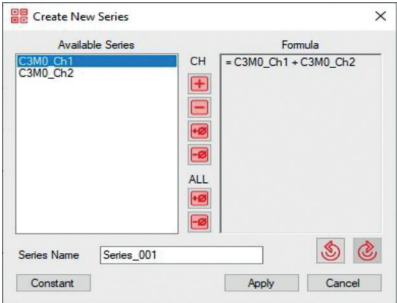 Create New Series
Available Series
Formula
C3M0_Ch1
C3M0_Ch2
CH
= C3M0_Ch1 + C3M0_Ch2
+
−
+Ø
-Ø
ALL
+Ø
-Ø
Series Name
Series_001
Constant
Apply
Cancel